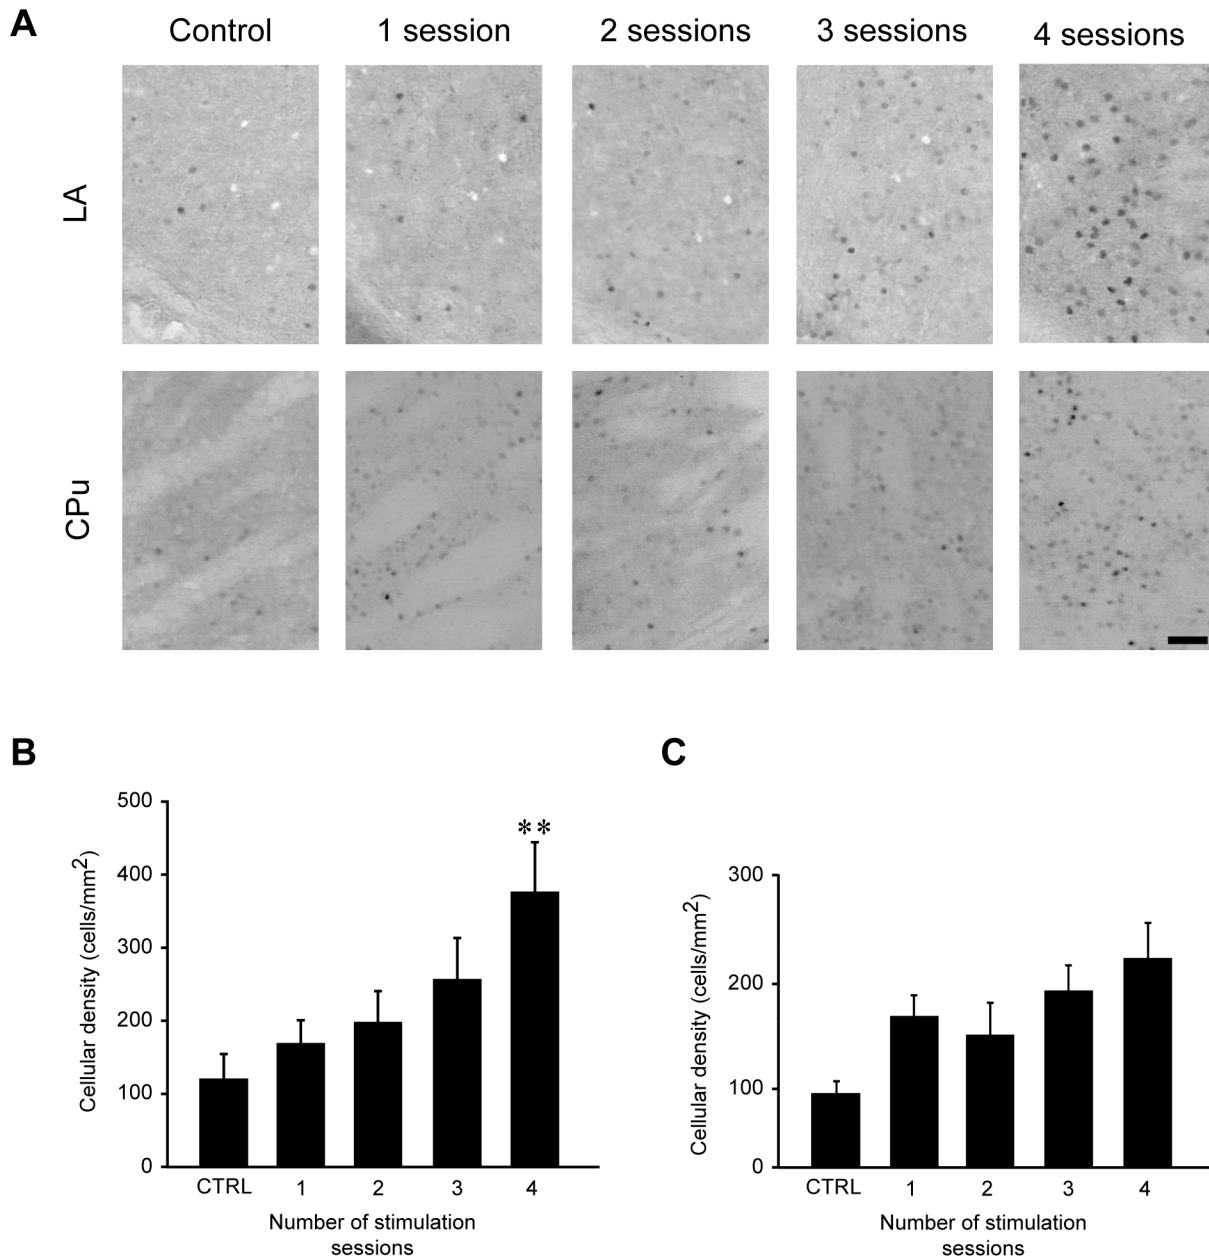 A
Control 1 session 2 sessions 3 sessions 4 sessions
LA
CPu
B
Cellular density (cells/mm2)
500
400
300
200
100
0
**
CTRL 1 2 3 4
Number of stimulation
sessions
C
Cellular density (cells/mm2)
300
200
100
0
CTRL 1 2 3 4
Number of stimulation
sessions